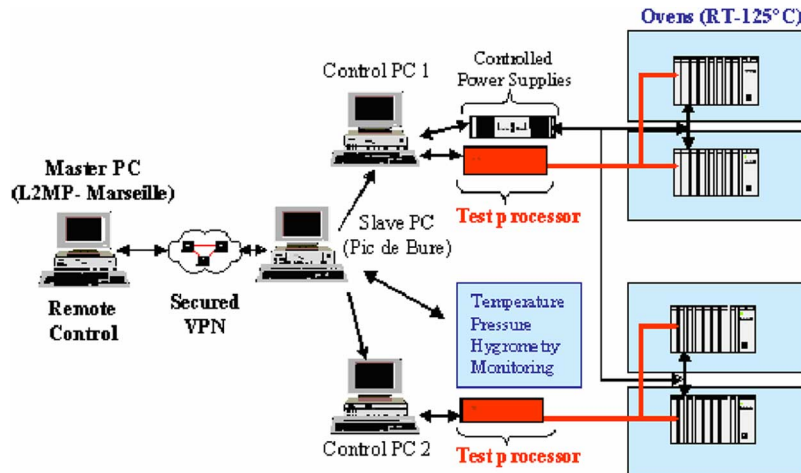 Ovens (RT-125°C)
Controlled
Power Supplies
Control PC 1
Master PC
(L2MP- Marseille)
Test processor
Slave PC
(Pic de Bure)
Remote
Control
Secured
VPN
Temperature
Pressure
Hygrometry
Monitoring
Control PC 2
Test processor